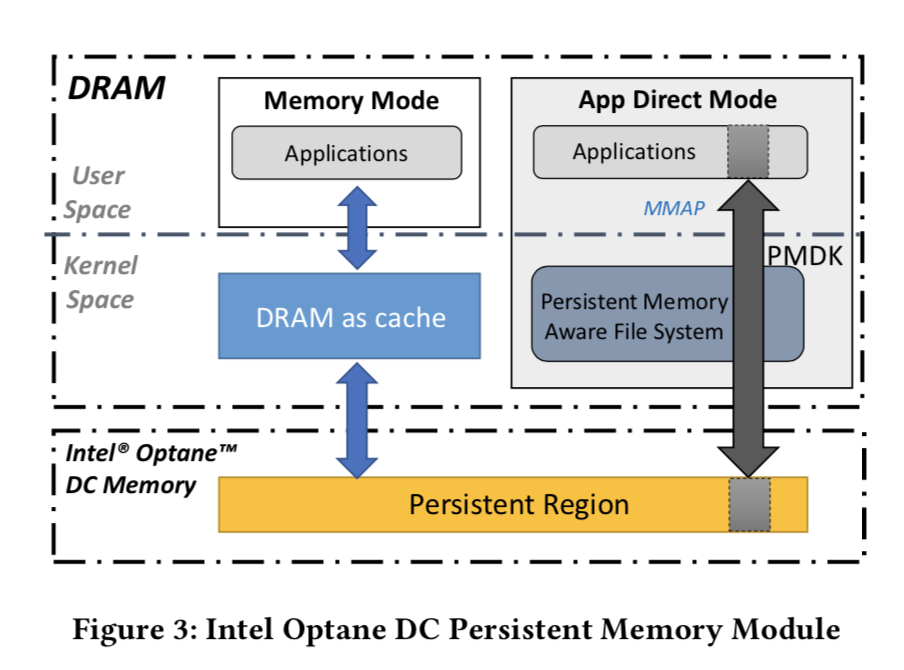 DRAM
Memory Mode
Applications
App Direct Mode
Applications
User
Space
MMAP
Kernel
Space
DRAM as cache
PMDK
Persistent Memory
Aware File System
Intel® Optane™
DC Memory
Persistent Region
Figure 3: Intel Optane DC Persistent Memory Module